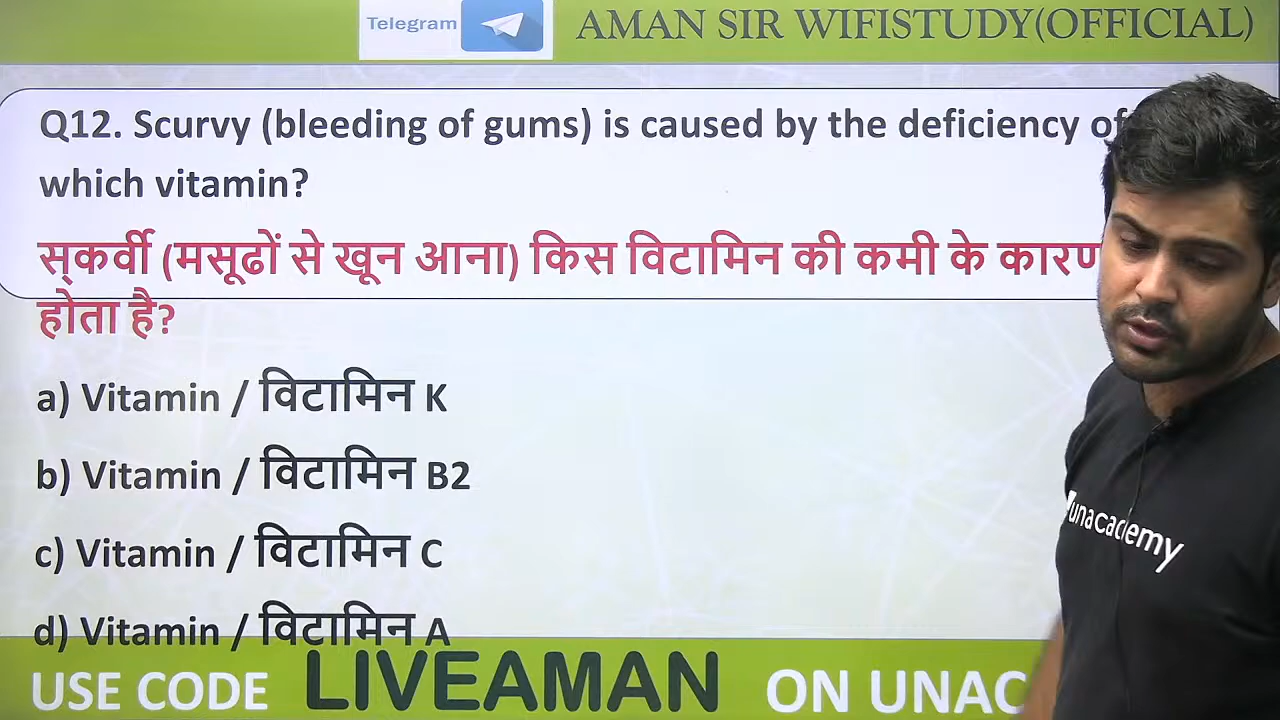 Telegram
AMAN SIR WIFISTUDY(OFFICIAL)
Q12. Scurvy (bleeding of gums) is caused by the deficiency of
which vitamin?
स्‌कर्वी (मसूढों से खून आना) किस विटामिन की कमी के कारण
होता है?
a) Vitamin / विटामिन K
b) Vitamin / विटामिन B2
c) Vitamin / विटामिन C
d) Vitamin / विटामिन A
USE CODE LIVEAMAN ON UNAC
unacademy